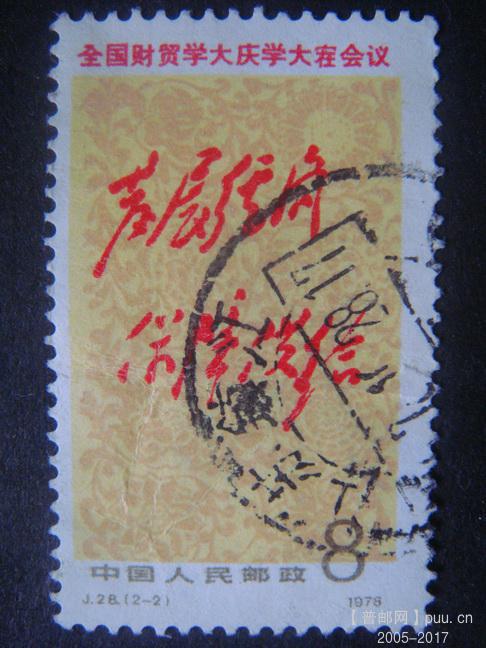 全国财贸学大庆学大寨会议
发展经济
保障供给
8
中国人民邮政
J.28.(2-2) 1978
【普邮网】puu.cn
2005-2017